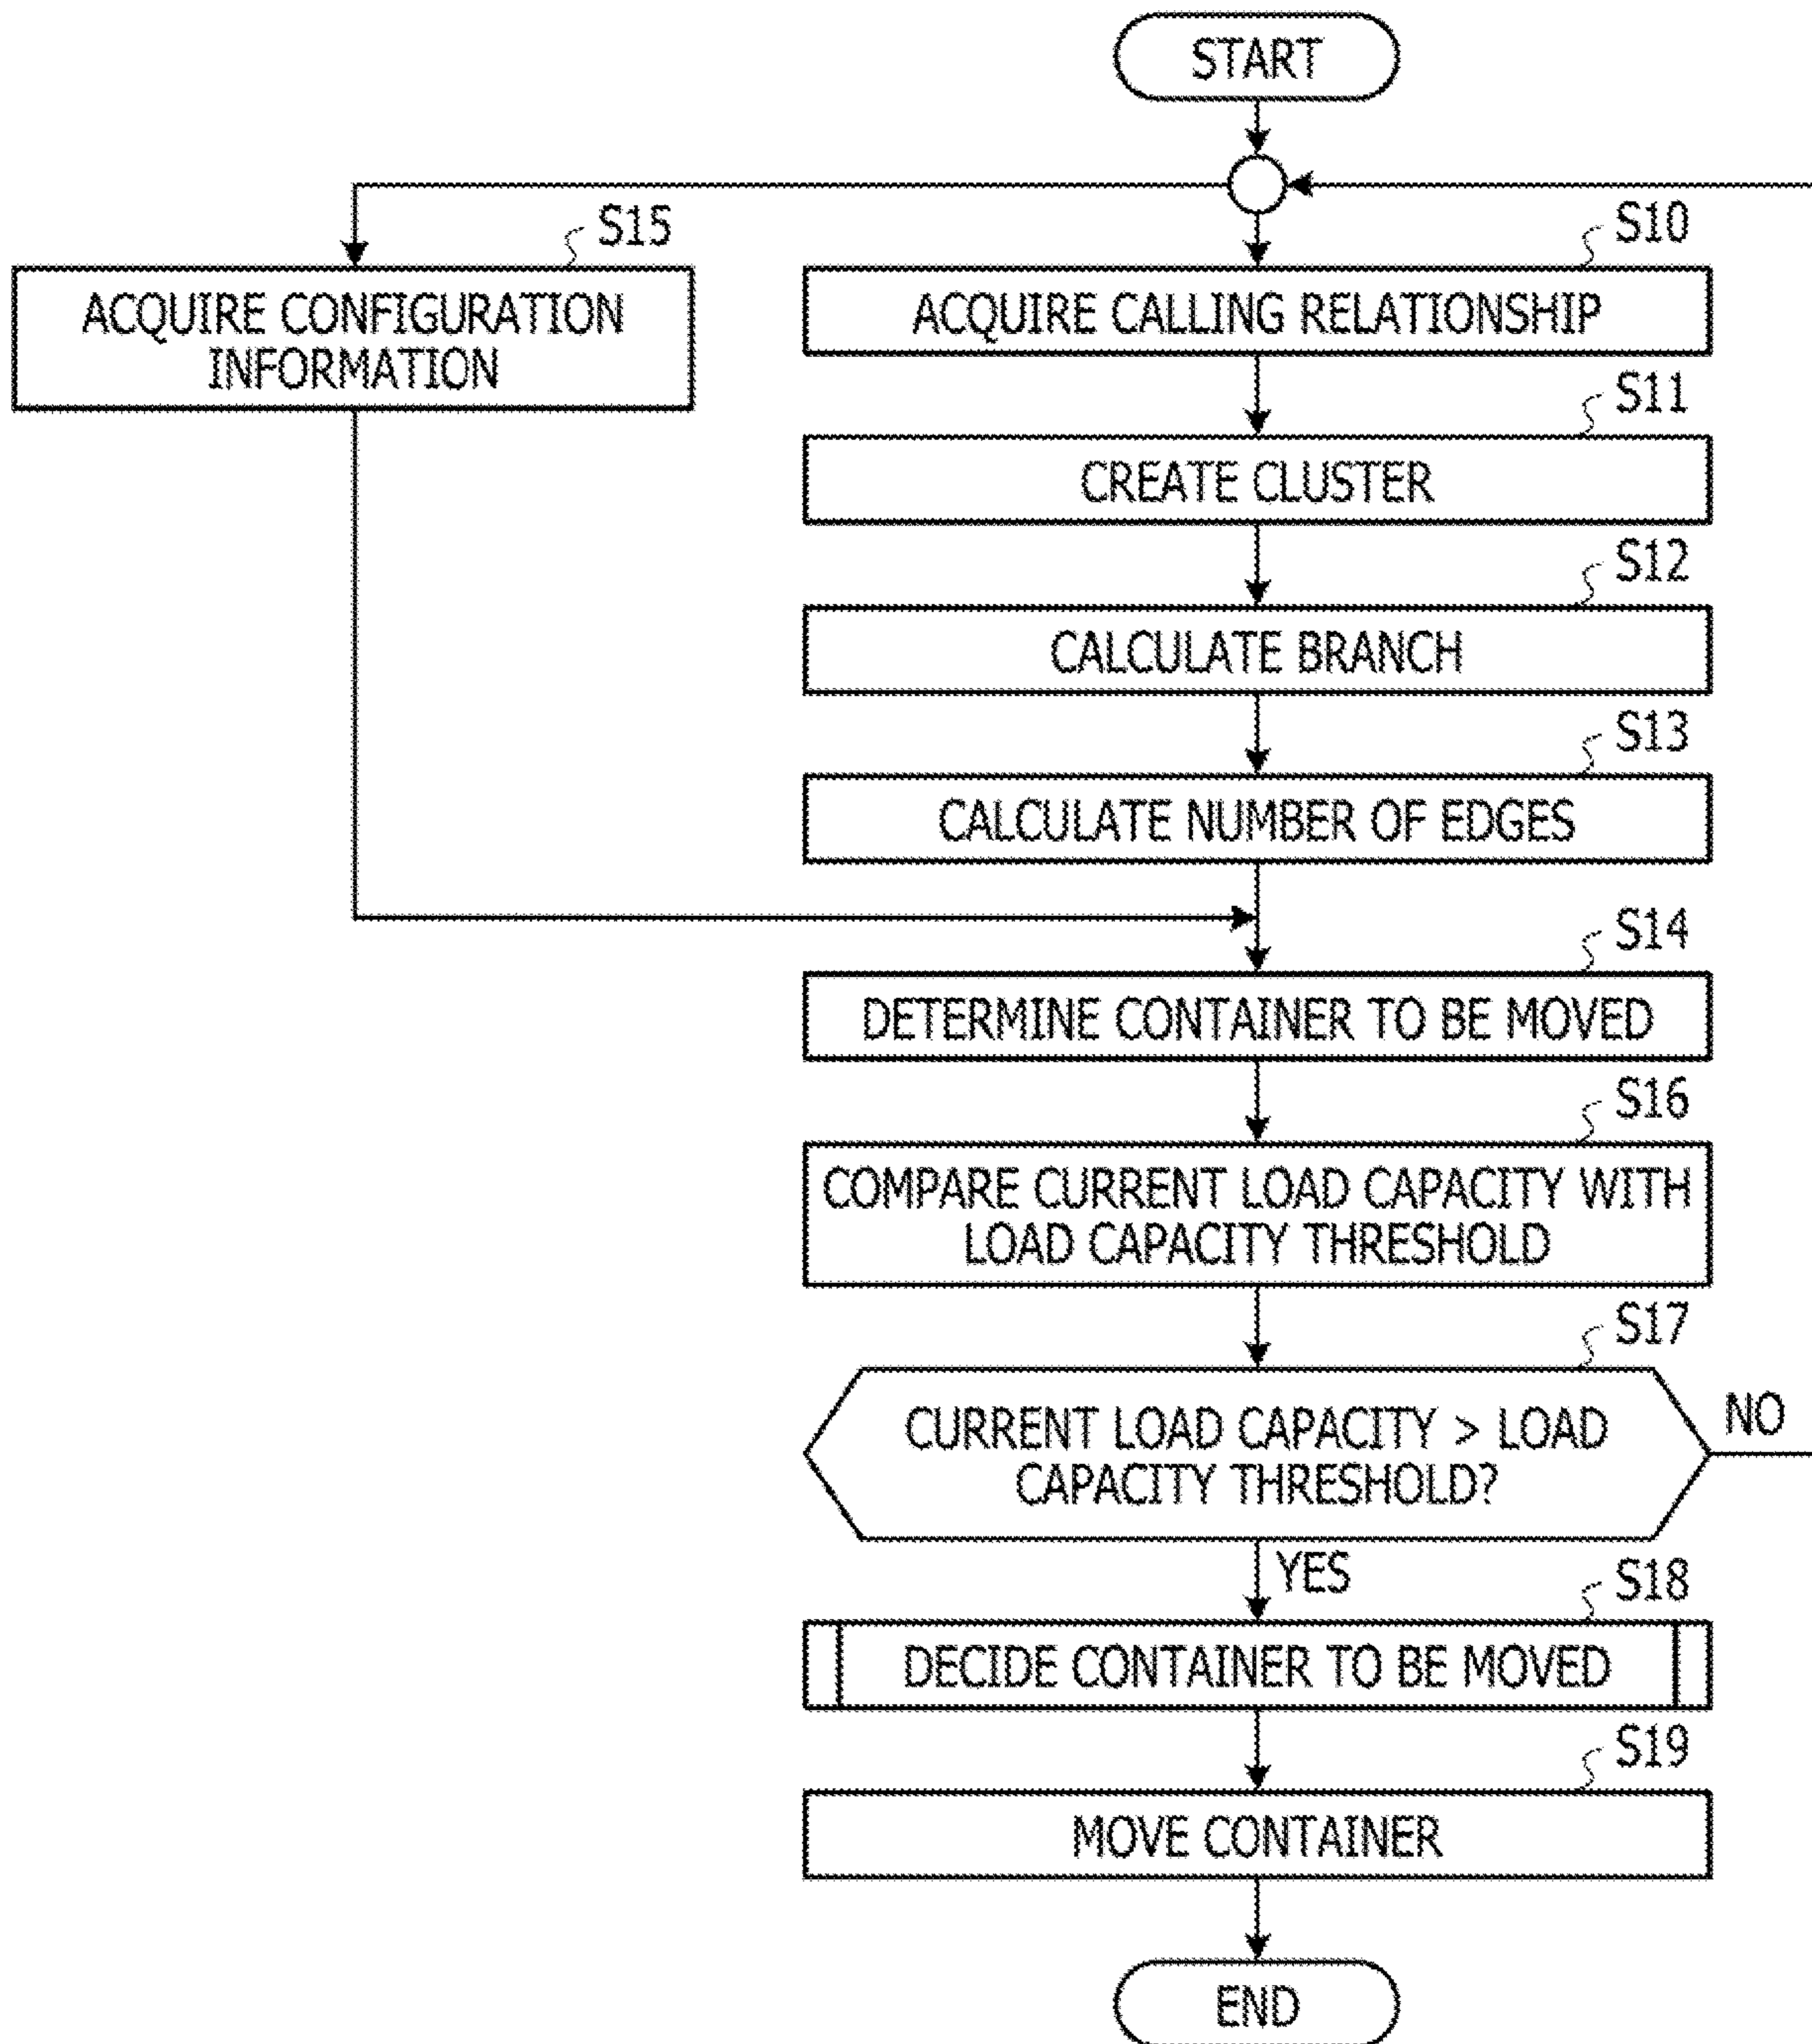 START
S15
S10
ACQUIRE CONFIGURATION
INFORMATION
ACQUIRE CALLING RELATIONSHIP
S11
CREATE CLUSTER
S12
CALCULATE BRANCH
S13
CALCULATE NUMBER OF EDGES
S14
DETERMINE CONTAINER TO BE MOVED
S16
COMPARE CURRENT LOAD CAPACITY WITH
LOAD CAPACITY THRESHOLD
S17
CURRENT LOAD CAPACITY > LOAD
CAPACITY THRESHOLD?
NO
YES
S18
DECIDE CONTAINER TO BE MOVED
S19
MOVE CONTAINER
END